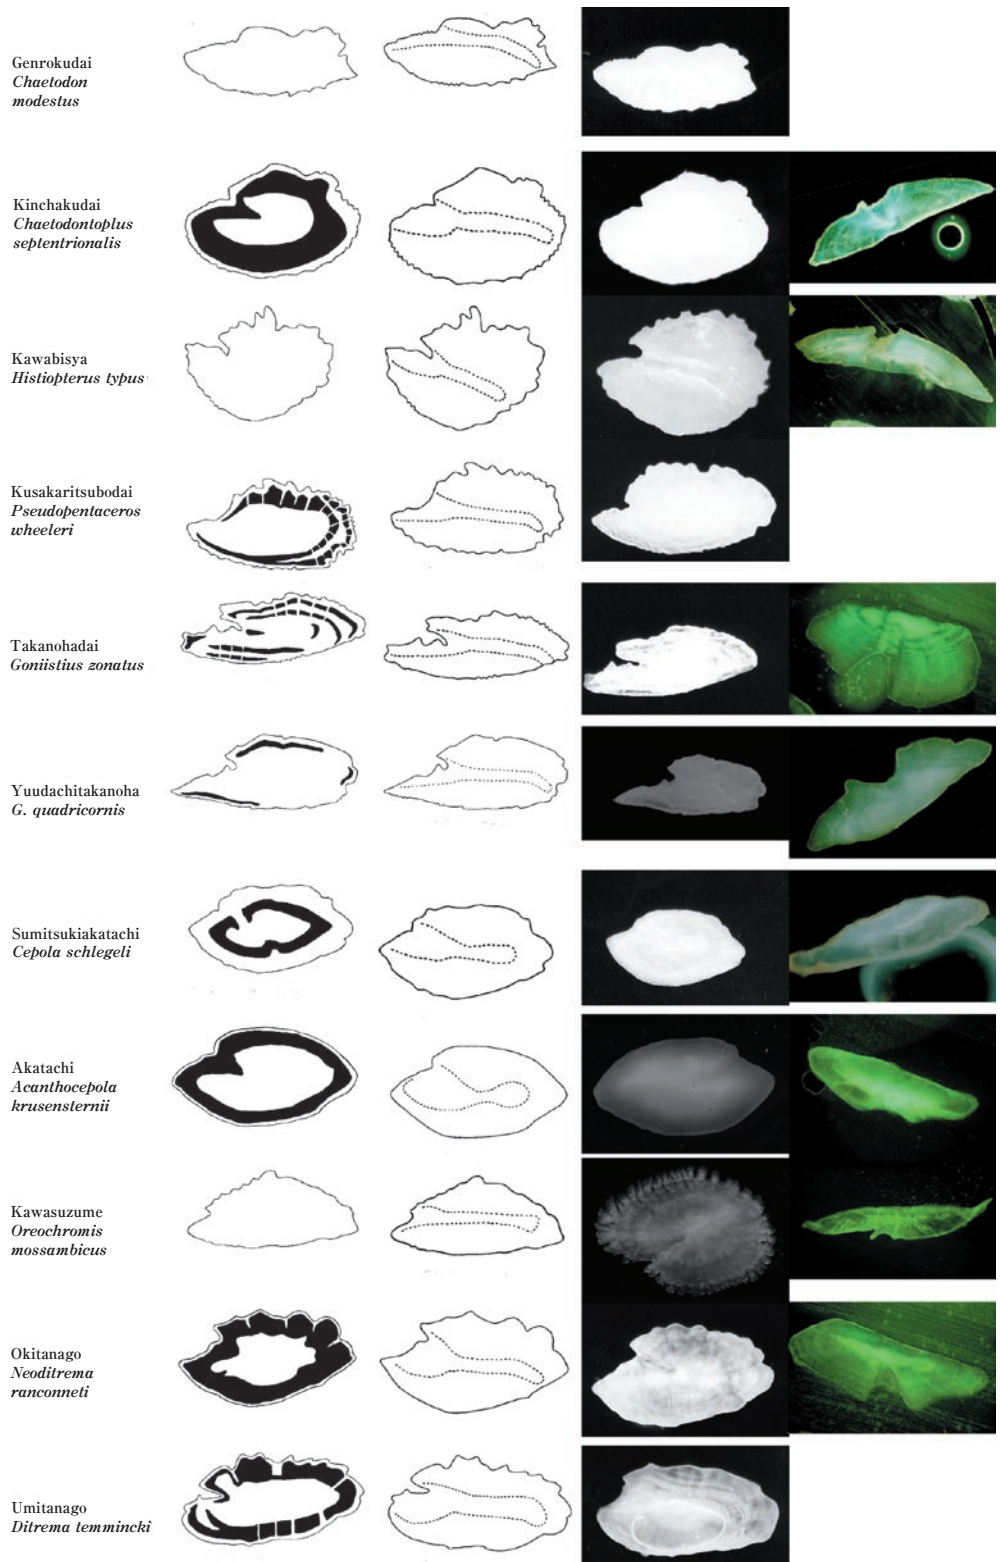 Genrokudai
Chaetodon
modestus
Kinchakudai
Chaetodontoplus
septentrionalis
Kawabisya
Histiopterus typus
Kusakaritsubodai
Pseudopentaceros
wheeleri
Takanohadai
Goniistius zonatus
Yuudachitakanoha
G. quadricornis
Sumitsukiakatachi
Cepola schlegeli
Akatachi
Acanthocepola
krusensternii
Kawasuzume
Oreochromis
mossambicus
Okitanago
Neoditrema
ranconneti
Umitanago
Ditrema temmincki